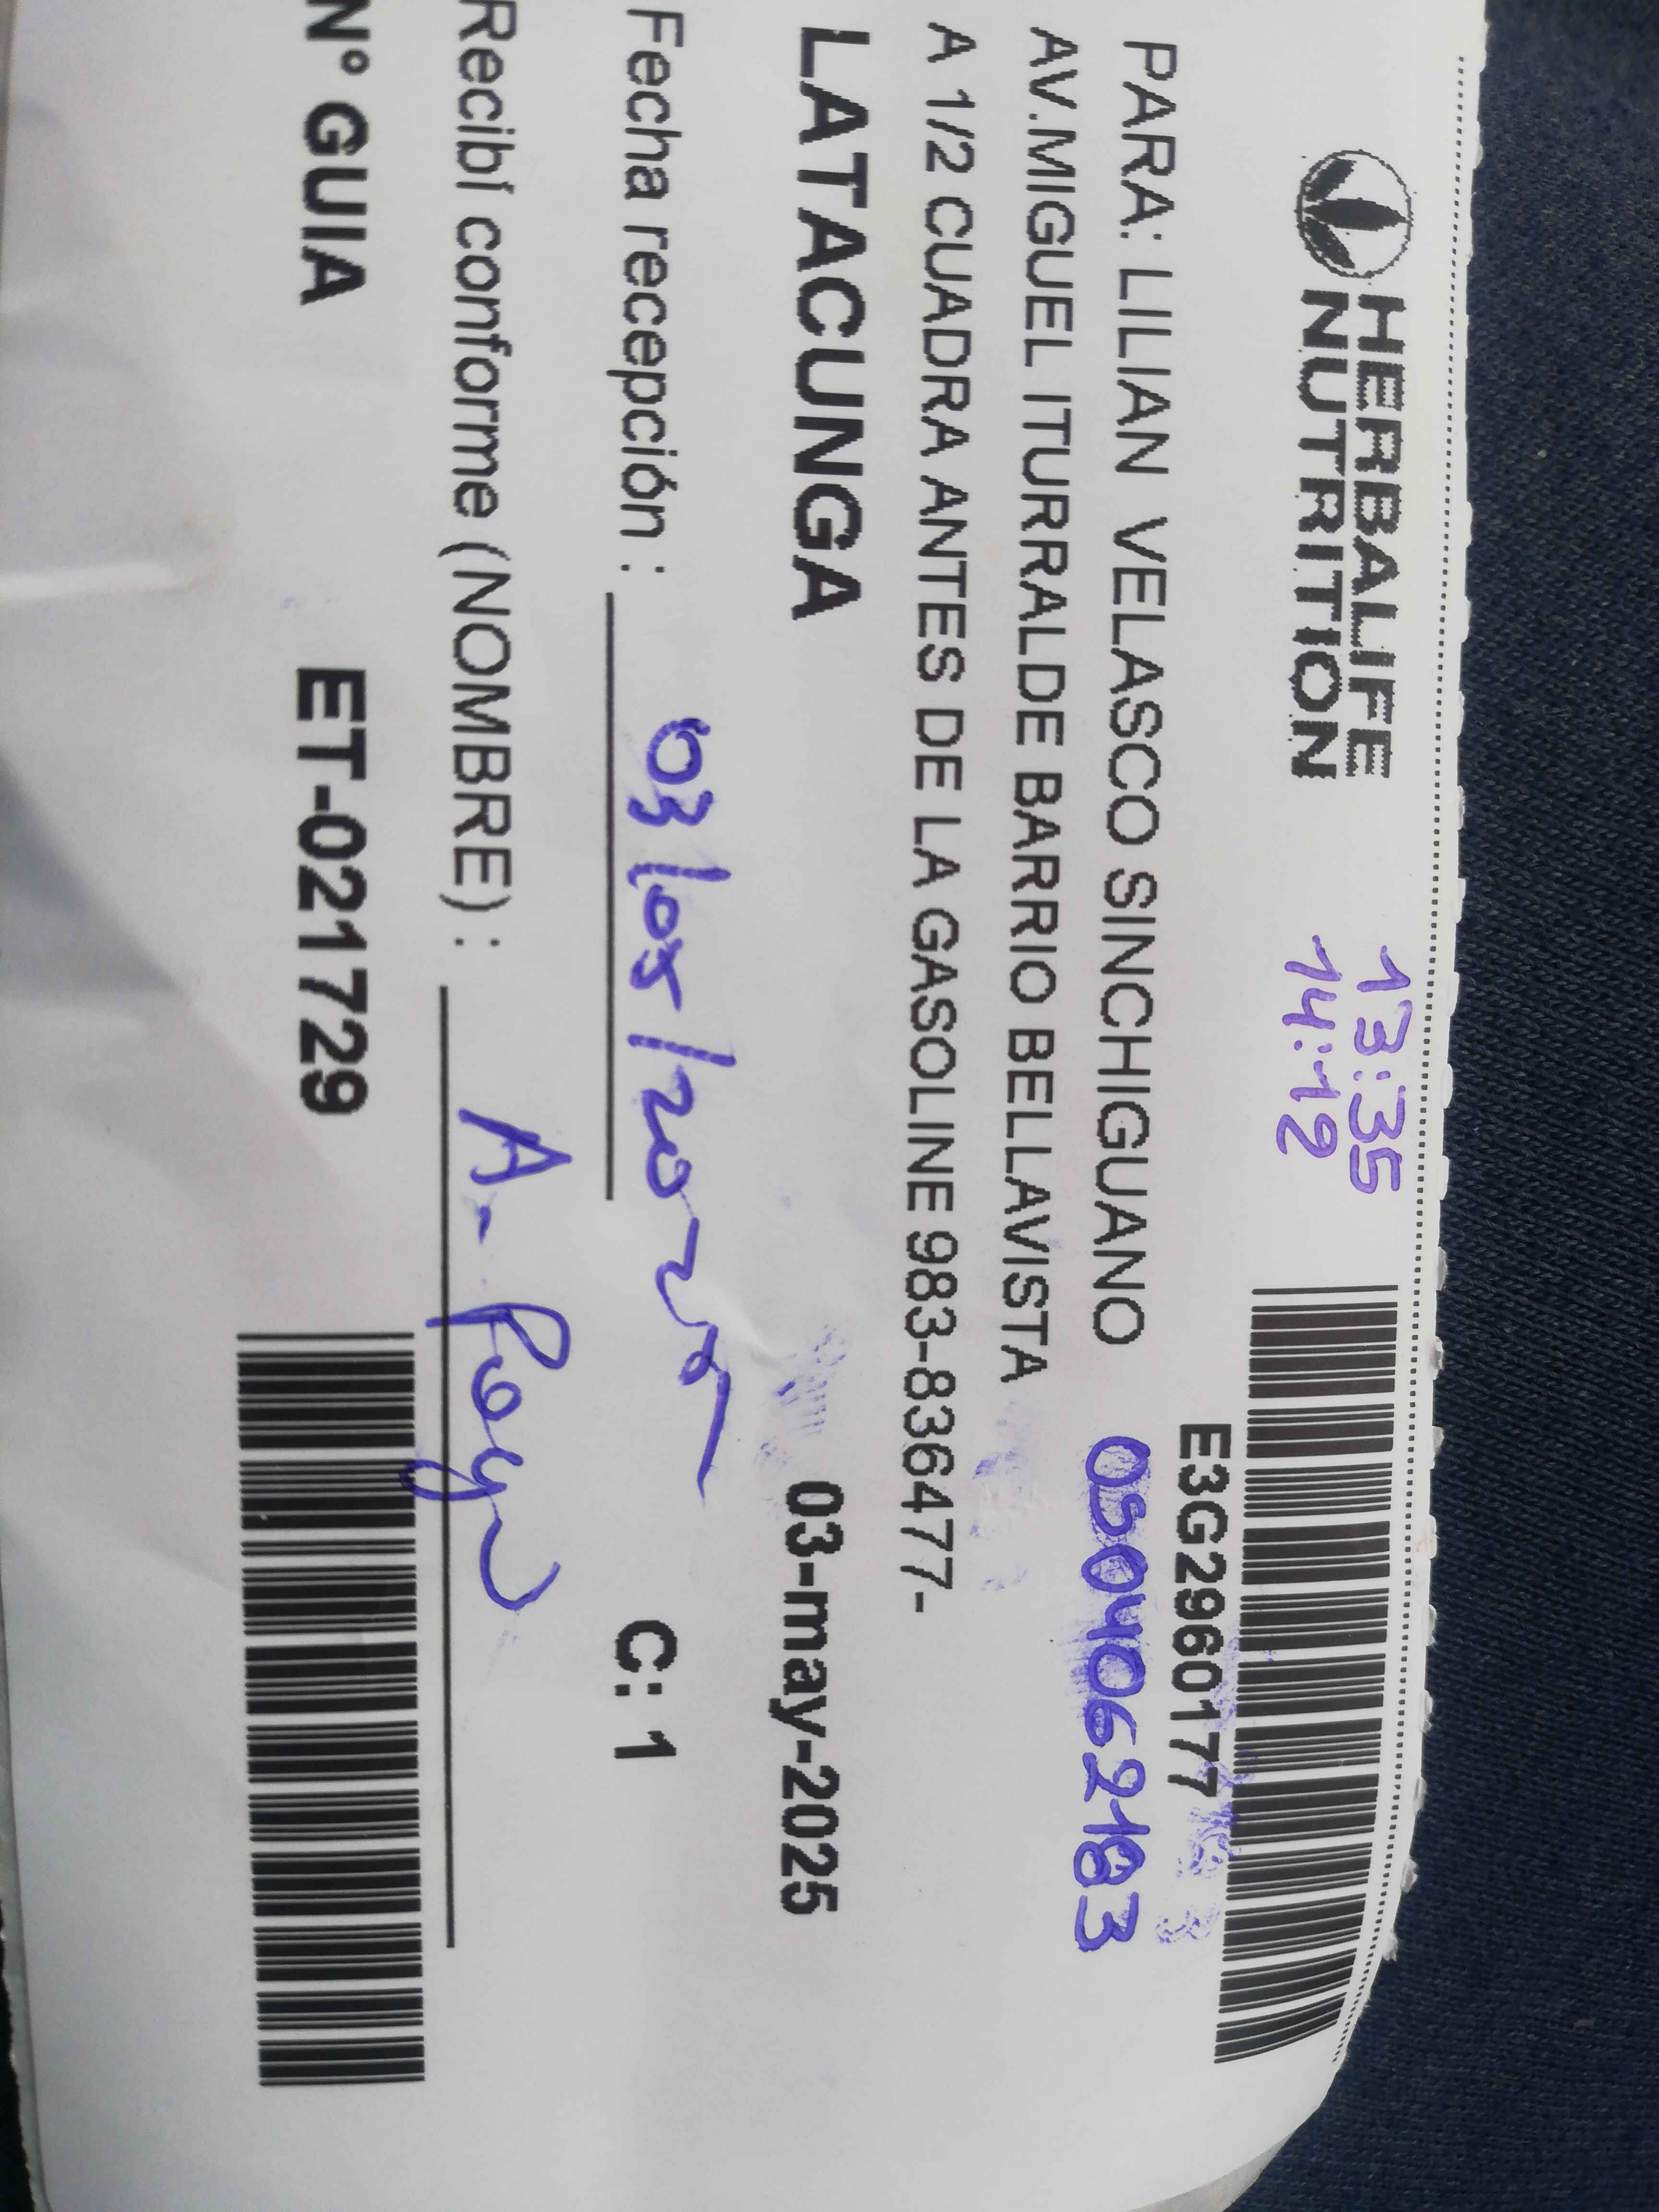 HERBALIFE
NUTRITION
13:35
14:12
E3G2960177
PARA: LILIAN VELASCO SINCHIGUANO 0504062183
AV.MIGUEL ITURRALDE BARRIO BELLAVISTA
A 1/2 CUADRA ANTES DE LA GASOLINE 983-836477-
LATACUNGA 03-may-2025
Fecha recepción : 03/05/2025 C: 1
Recibí conforme (NOMBRE) : A.
N° GUIA ET-021729